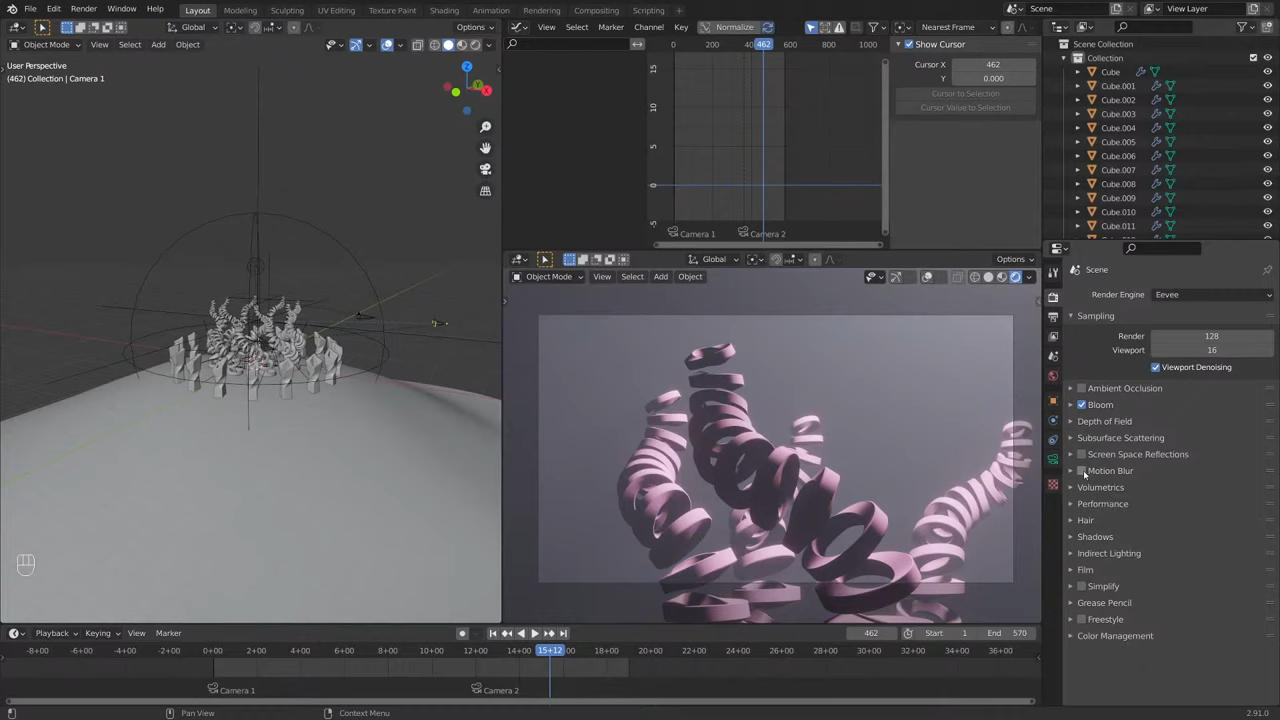 File Edit Render Window Help Layout Modeling Sculpting UV Editing Texture Paint Shading Animation Rendering Compositing Scripting Scene View Layer
Global Options
Object Mode View Select Add Object
User Perspective
(462) Collection | Camera 1
Z
Y
X
View Select Marker Channel Key Normalize Nearest Frame
0 200 40 462 800 1000
15
10
5
0
-5
Camera 1 Camera 2
Show Cursor
Cursor X 462
Y 0.000
Cursor to Selection
Cursor Value to Selection
Global Options
Object Mode View Select Add Object
Scene Collection
Collection
Cube
Cube.001
Cube.002
Cube.003
Cube.004
Cube.005
Cube.006
Cube.007
Cube.008
Cube.009
Cube.010
Cube.011
Scene
Render Engine Eevee
Sampling
Render 128
Viewport 16
Viewport Denoising
Ambient Occlusion
Bloom
Depth of Field
Subsurface Scattering
Screen Space Reflections
Motion Blur
Volumetrics
Performance
Hair
Shadows
Indirect Lighting
Film
Simplify
Grease Pencil
Freestyle
Color Management
Playback Keying View Marker 462 Start 1 End 570
-8+00 -6+00 -4+00 -2+00 0+00 2+00 4+00 6+00 8+00 10+00 12+00 14+00 15+12 00 18+00 20+00 22+00 24+00 26+00 28+00 30+00 32+00 34+00 36+00
Camera 1 Camera 2
Pan View Context Menu 2.91.0